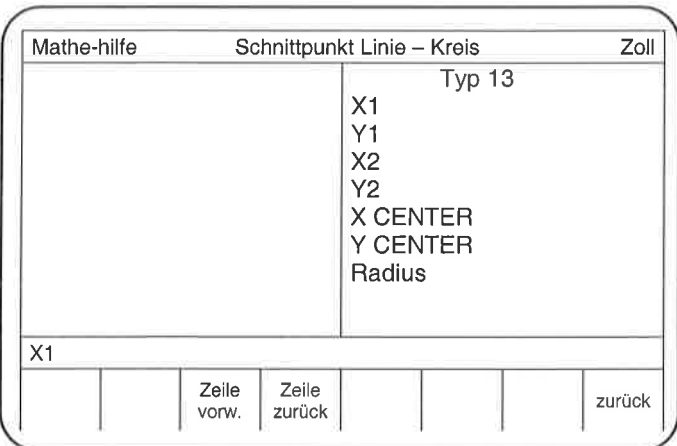 Mathe-hilfe Schnittpunkt Linie – Kreis Zoll
Typ 13
X1
Y1
X2
Y2
X CENTER
Y CENTER
Radius
X1
Zeile vorw.
Zeile zurück
zurück